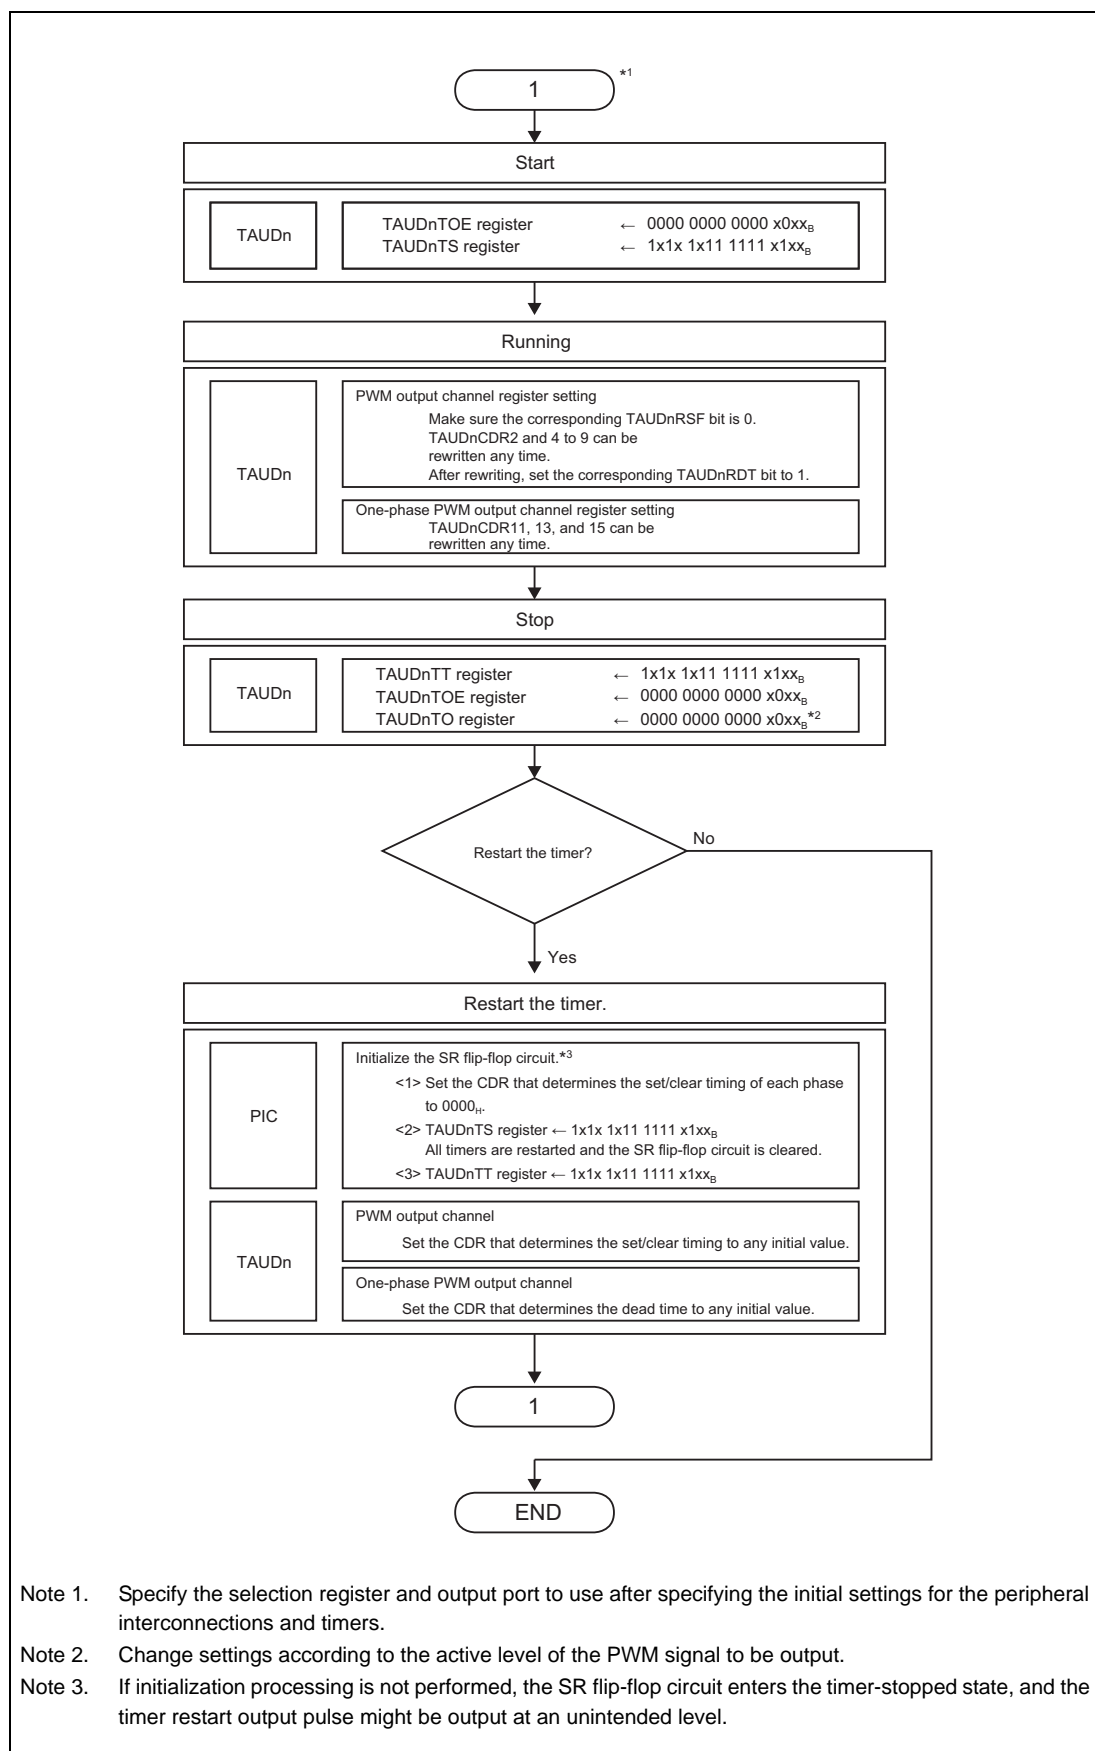 1 *1
Start
TAUDn
TAUDnTOE register ← 0000 0000 0000 x0xxB
TAUDnTS register ← 1x1x 1x11 1111 x1xxB
Running
TAUDn
PWM output channel register setting
Make sure the corresponding TAUDnRSF bit is 0.
TAUDnCDR2 and 4 to 9 can be
rewritten any time.
After rewriting, set the corresponding TAUDnRDT bit to 1.
One-phase PWM output channel register setting
TAUDnCDR11, 13, and 15 can be
rewritten any time.
Stop
TAUDn
TAUDnTT register ← 1x1x 1x11 1111 x1xxB
TAUDnTOE register ← 0000 0000 0000 x0xxB
TAUDnTO register ← 0000 0000 0000 x0xxB*2
Restart the timer?
No
Yes
Restart the timer.
PIC
Initialize the SR flip-flop circuit.*3
<1> Set the CDR that determines the set/clear timing of each phase
to 0000H.
<2> TAUDnTS register ← 1x1x 1x11 1111 x1xxB
All timers are restarted and the SR flip-flop circuit is cleared.
<3> TAUDnTT register ← 1x1x 1x11 1111 x1xxB
TAUDn
PWM output channel
Set the CDR that determines the set/clear timing to any initial value.
One-phase PWM output channel
Set the CDR that determines the dead time to any initial value.
1
END
Note 1. Specify the selection register and output port to use after specifying the initial settings for the peripheral
interconnections and timers.
Note 2. Change settings according to the active level of the PWM signal to be output.
Note 3. If initialization processing is not performed, the SR flip-flop circuit enters the timer-stopped state, and the
timer restart output pulse might be output at an unintended level.